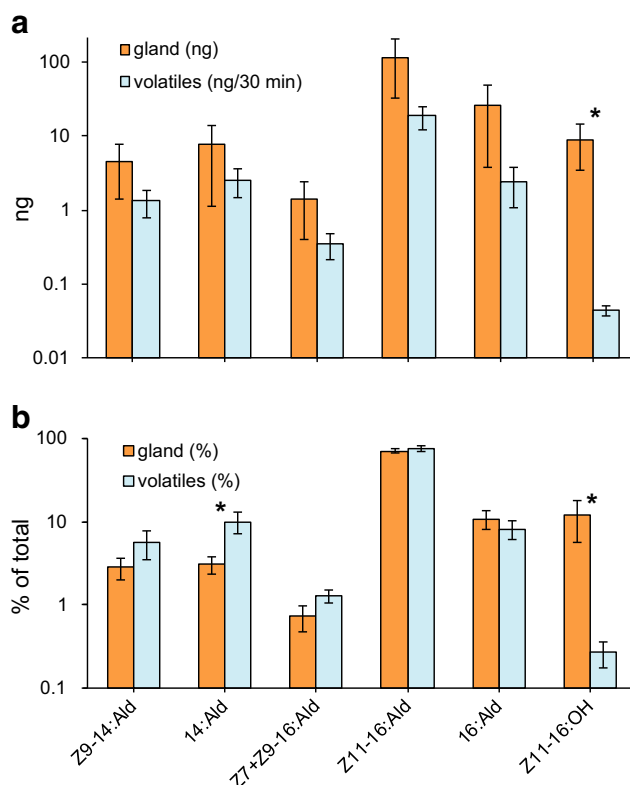 a
gland (ng)
volatiles (ng/30 min)
100
10
1
0.1
0.01
ng
*
b
gland (%)
volatiles (%)
100
10
1
0.1
% of total
*
*
Z9-14:Ald
14:Ald
Z7+Z9-16:Ald
Z11-16:Ald
16:Ald
Z11-16:OH